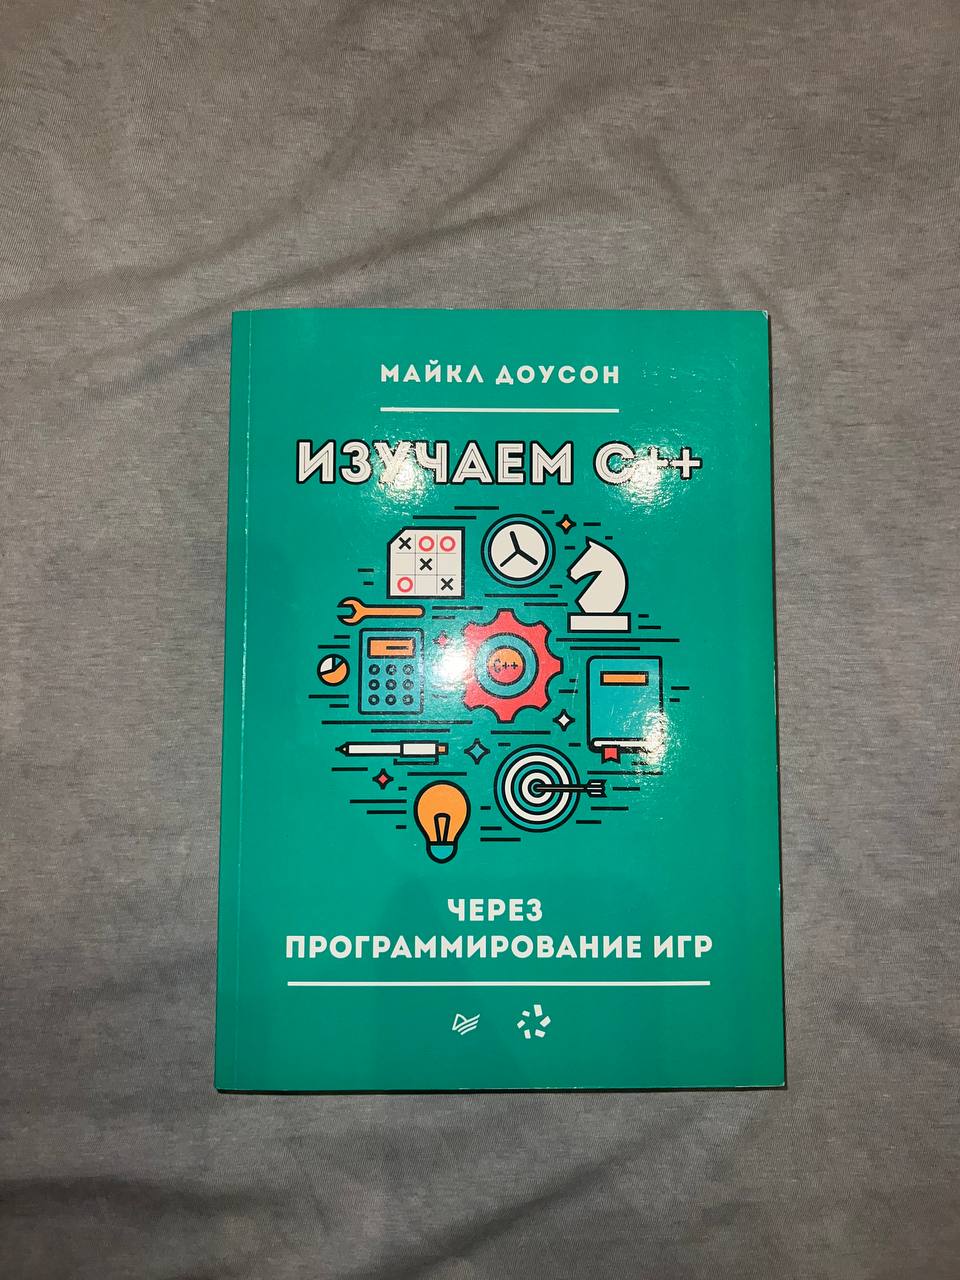 МАЙКЛ ДОУСОН
ИЗУЧАЕМ C++
X O O
X
O X
C++
ЧЕРЕЗ
ПРОГРАММИРОВАНИЕ ИГР